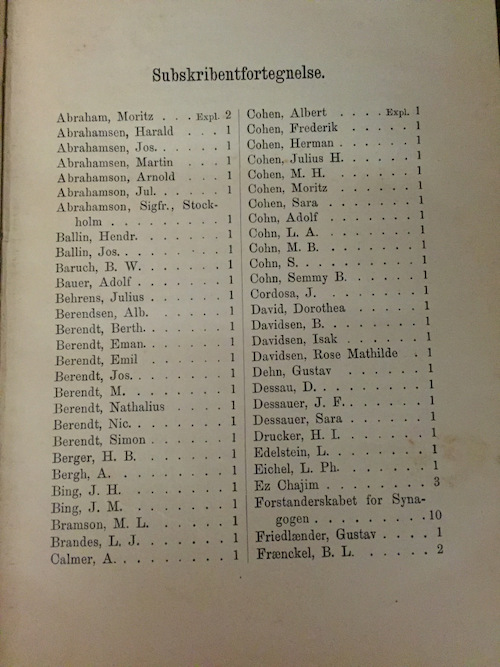 Subskribentfortegnelse.
Abraham, Moritz . . . Expl. 2
Abrahamsen, Harald . . . 1
Abrahamsen, Jos. . . . . . 1
Abrahamsen, Martin . . . 1
Abrahamson, Arnold . . . 1
Abrahamson, Jul. . . . . . 1
Abrahamson, Sigfr., Stock-
holm . . . . . . . . 1
Ballin, Hendr. . . . . . . 1
Ballin, Jos. . . . . . . . 1
Baruch, B. W. . . . . . . 1
Bauer, Adolf . . . . . . . 1
Behrens, Julius . . . . . . 1
Berendsen, Alb. . . . . . . 1
Berendt, Berth. . . . . . . 1
Berendt, Eman. . . . . . . 1
Berendt, Emil . . . . . . 1
Berendt, Jos. . . . . . . . 1
Berendt, M. . . . . . . . 1
Berendt, Nathalius . . . . 1
Berendt, Nic. . . . . . . . 1
Berendt, Simon . . . . . . 1
Berger, H. B. . . . . . . 1
Bergh, A. . . . . . . . . 1
Bing, J. H. . . . . . . . 1
Bing, J. M. . . . . . . . 1
Bramson, M. L. . . . . . 1
Brandes, L. J. . . . . . . 1
Calmer, A. . . . . . . . . 1
Cohen, Albert . . . . Expl. 1
Cohen, Frederik . . . . . 1
Cohen, Herman . . . . . . 1
Cohen, Julius H. . . . . . 1
Cohen, M. H. . . . . . . 1
Cohen, Moritz . . . . . . 1
Cohen, Sara . . . . . . . 1
Cohn, Adolf . . . . . . . 1
Cohn, L. A. . . . . . . . 1
Cohn, M. B. . . . . . . . 1
Cohn, S. . . . . . . . . . 1
Cohn, Semmy B. . . . . . 1
Cordosa, J. . . . . . . . 1
David, Dorothea . . . . . 1
Davidsen, B. . . . . . . . 1
Davidsen, Isak . . . . . . 1
Davidsen, Rose Mathilde . 1
Dehn, Gustav . . . . . . 1
Dessau, D. . . . . . . . . 1
Dessauer, J. F. . . . . . . 1
Dessauer, Sara . . . . . . 1
Drucker, H. I. . . . . . . 1
Edelstein, L. . . . . . . . 1
Eichel, L. Ph. . . . . . . 1
Ez Chajim . . . . . . . . 3
Forstanderskabet for Syna-
gogen . . . . . . . . . 10
Friedlænder, Gustav . . . . 1
Frænckel, B. L. . . . . . 2